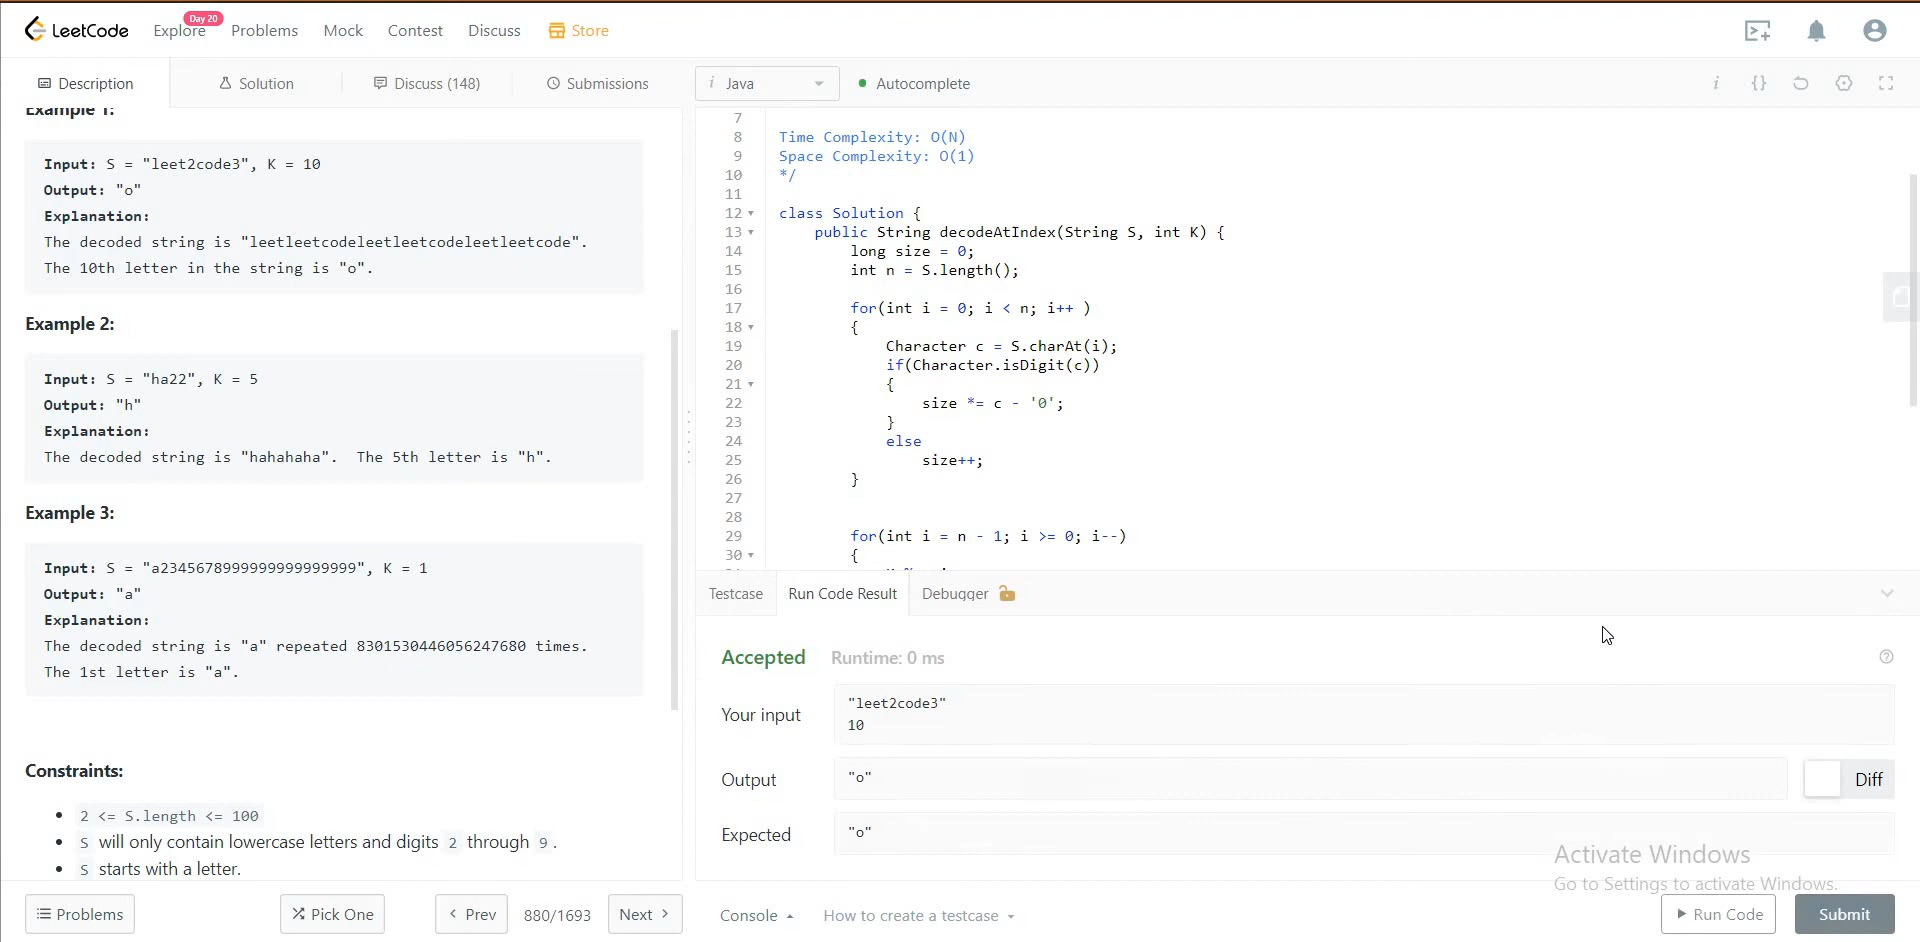 LeetCode
Explore
Day 20
Problems
Mock
Contest
Discuss
Store
Description
Solution
Discuss (148)
Submissions
i Java
Autocomplete
Example 1:
Input: S = "leet2code3", K = 10
Output: "o"
Explanation:
The decoded string is "leetleetcodeleetleetcodeleetleetcode".
The 10th letter in the string is "o".
Example 2:
Input: S = "ha22", K = 5
Output: "h"
Explanation:
The decoded string is "hahahaha".  The 5th letter is "h".
Example 3:
Input: S = "a2345678999999999999999", K = 1
Output: "a"
Explanation:
The decoded string is "a" repeated 8301530446056247680 times.
The 1st letter is "a".
Constraints:
2 <= S.length <= 100
S will only contain lowercase letters and digits 2 through 9.
S starts with a letter.
Problems
Pick One
< Prev
880/1693
Next >
7
8 Time Complexity: O(N)
9 Space Complexity: O(1)
10 */
11
12 class Solution {
13 public String decodeAtIndex(String S, int K) {
14 long size = 0;
15 int n = S.length();
16
17 for(int i = 0; i < n; i++ )
18 {
19 Character c = S.charAt(i);
20 if(Character.isDigit(c))
21 {
22 size *= c - '0';
23 }
24 else
25 size++;
26 }
27
28
29 for(int i = n - 1; i >= 0; i--)
30 {
Testcase
Run Code Result
Debugger
Accepted
Runtime: 0 ms
Your input
"leet2code3"
10
Output
"o"
Diff
Expected
"o"
Activate Windows
Go to Settings to activate Windows.
Console
How to create a testcase
Run Code
Submit